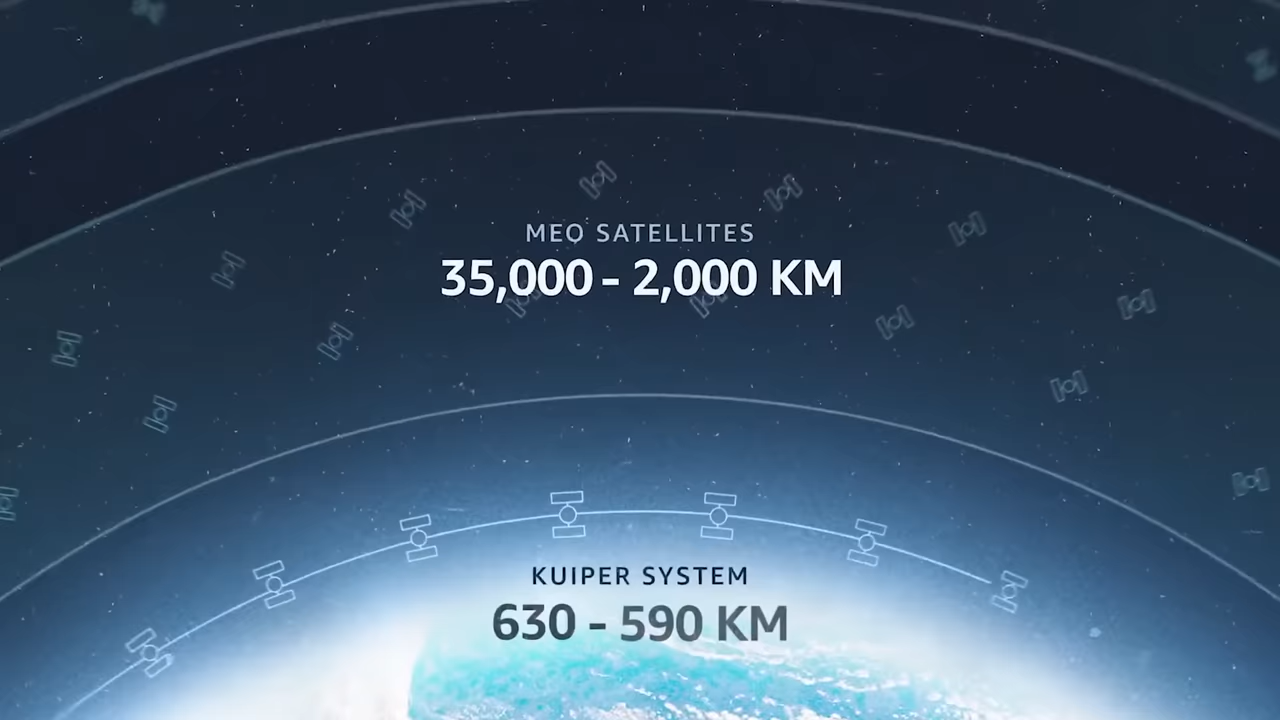 MEO SATELLITES
35,000 - 2,000 KM
KUIPER SYSTEM
630 - 590 KM